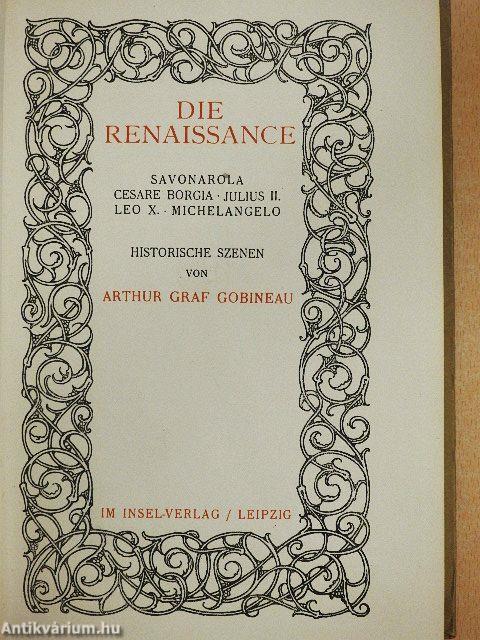 DIE
RENAISSANCE
SAVONAROLA
CESARE BORGIA · JULIUS II.
LEO X. · MICHELANGELO
HISTORISCHE SZENEN
VON
ARTHUR GRAF GOBINEAU
IM INSEL-VERLAG / LEIPZIG
Antikvárium.hu